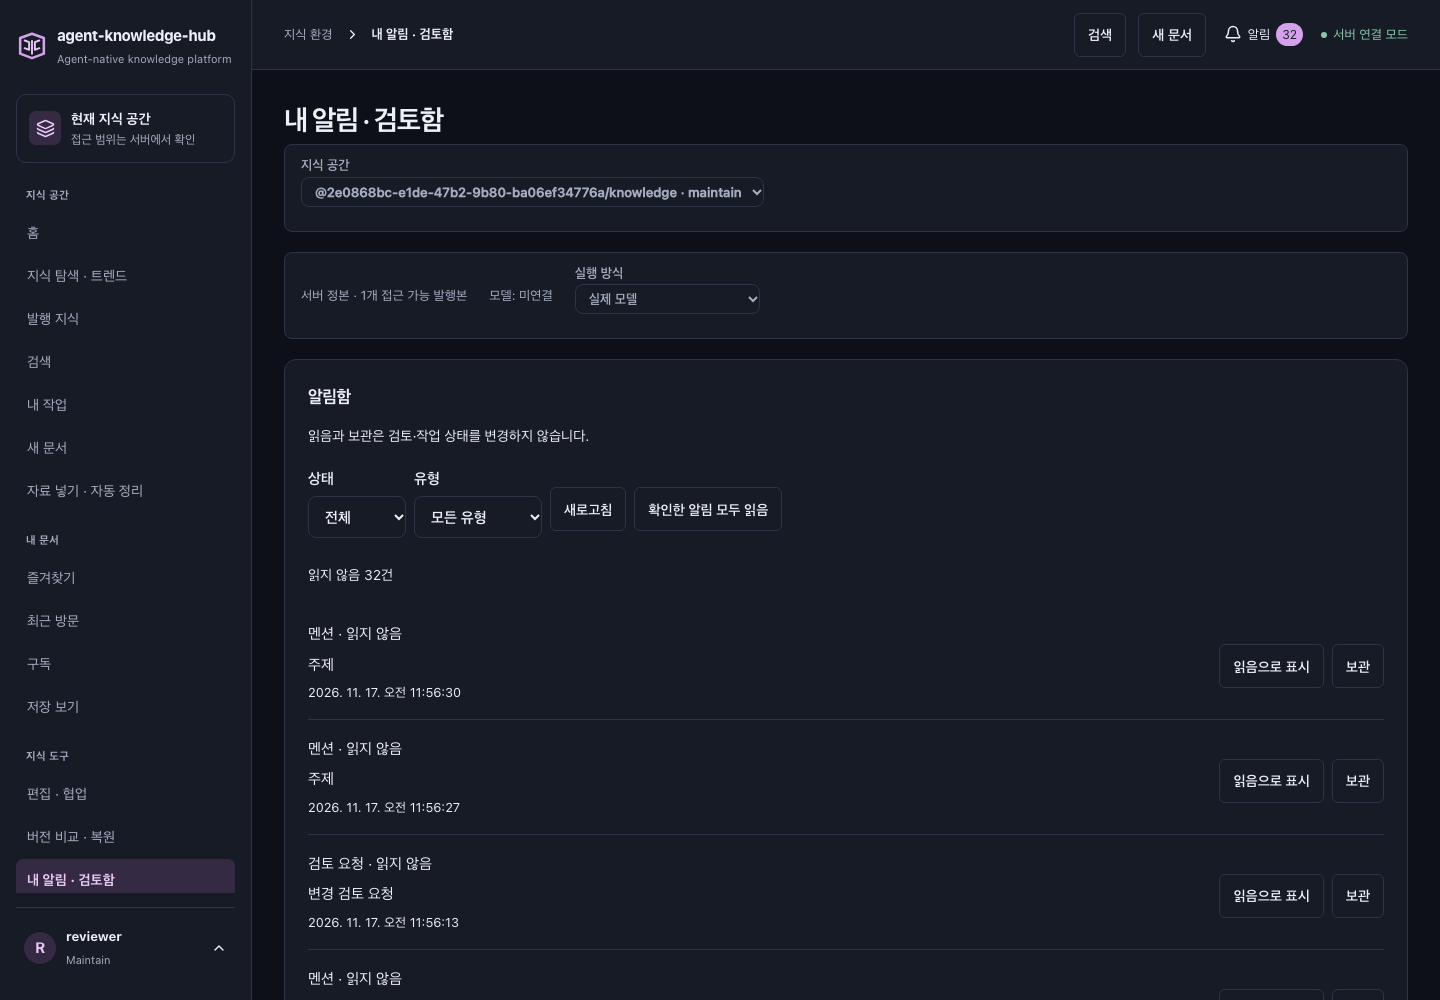 agent-knowledge-hub
Agent-native knowledge platform
현재 지식 공간
접근 범위는 서버에서 확인
지식 공간
홈
지식 탐색 · 트렌드
발행 지식
검색
내 작업
새 문서
자료 넣기 · 자동 정리
내 문서
즐겨찾기
최근 방문
구독
저장 보기
지식 도구
편집 · 협업
버전 비교 · 복원
내 알림 · 검토함
R
reviewer
Maintain
지식 환경
내 알림 · 검토함
검색
새 문서
알림 32
서버 연결 모드
내 알림 · 검토함
지식 공간
@2e0868bc-e1de-47b2-9b80-ba06ef34776a/knowledge · maintain
서버 정본 · 1개 접근 가능 발행본
모델: 미연결
실행 방식
실제 모델
알림함
읽음과 보관은 검토·작업 상태를 변경하지 않습니다.
상태
유형
전체
모든 유형
새로고침
확인한 알림 모두 읽음
읽지 않음 32건
멘션 · 읽지 않음
주제
2026. 11. 17. 오전 11:56:30
읽음으로 표시
보관
멘션 · 읽지 않음
주제
2026. 11. 17. 오전 11:56:27
읽음으로 표시
보관
검토 요청 · 읽지 않음
변경 검토 요청
2026. 11. 17. 오전 11:56:13
읽음으로 표시
보관
멘션 · 읽지 않음